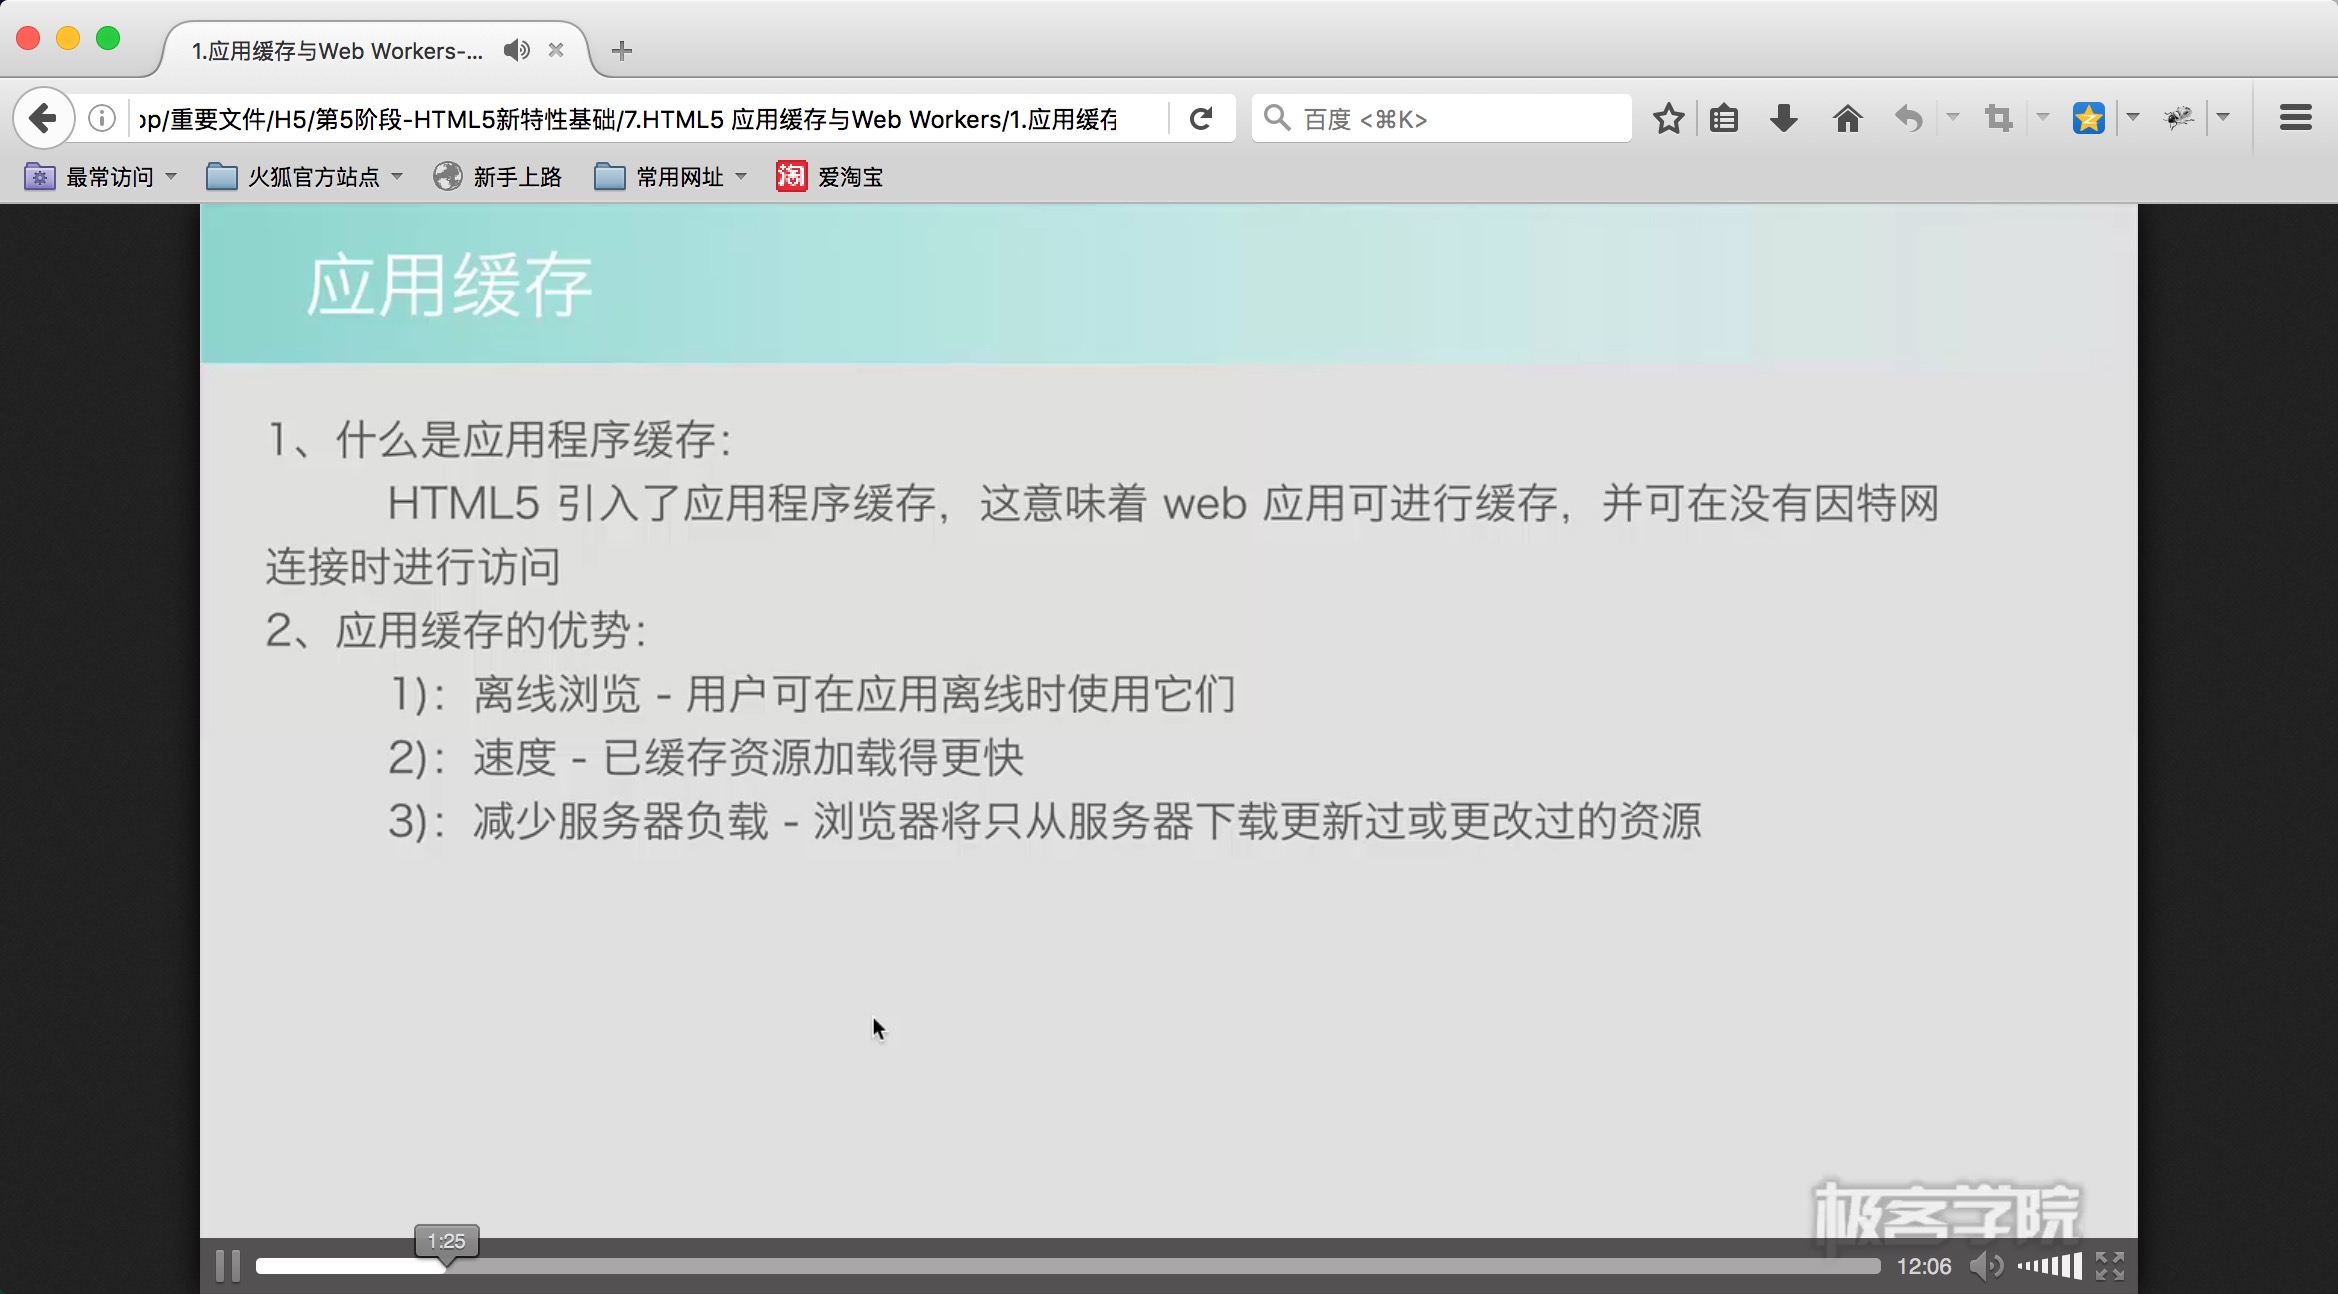 1.应用缓存与Web Workers-...
pp/重要文件/H5/第5阶段-HTML5新特性基础/7.HTML5 应用缓存与Web Workers/1.应用缓存
百度 <⌘K>
最常访问
火狐官方站点
新手上路
常用网址
淘
爱淘宝
应用缓存
1、什么是应用程序缓存：
HTML5 引入了应用程序缓存，这意味着 web 应用可进行缓存，并可在没有因特网
连接时进行访问
2、应用缓存的优势：
1)：离线浏览 - 用户可在应用离线时使用它们
2)：速度 - 已缓存资源加载得更快
3)：减少服务器负载 - 浏览器将只从服务器下载更新过或更改过的资源
极客学院
1:25
12:06